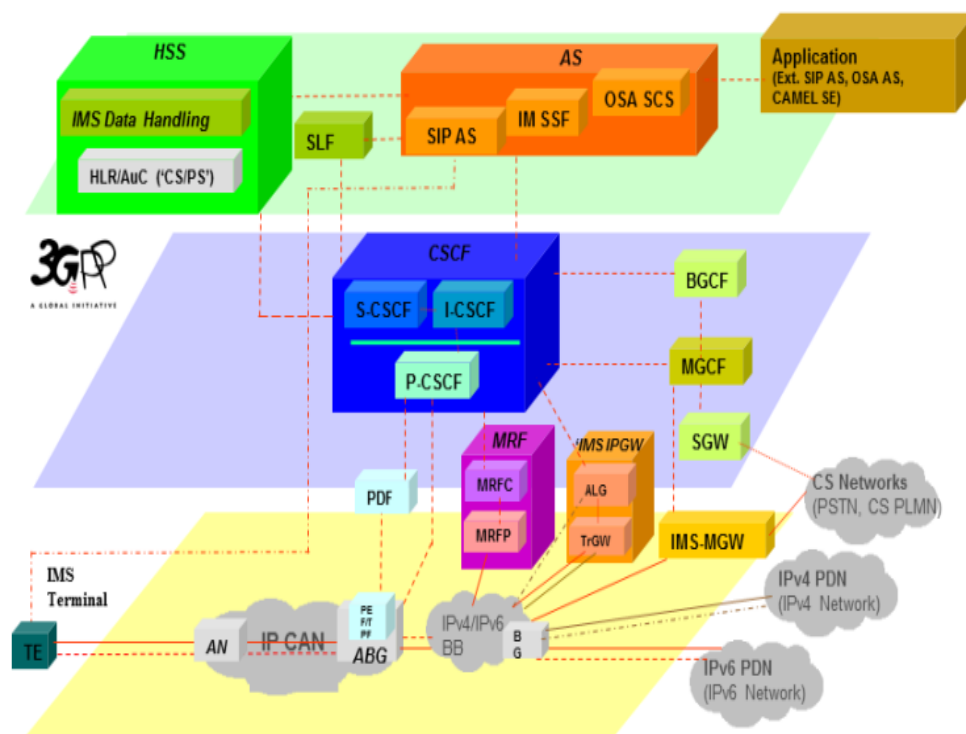 HSS
AS
Application
(Ext. SIP AS, OSA AS,
CAMEL SE)
IMS Data Handling
OSA SCS
IM SSF
SIP AS
SLF
HLR/AuC ('CS/PS')
3GPP
A GLOBAL INITIATIVE
CSCF
BGCF
S-CSCF
I-CSCF
P-CSCF
MGCF
SGW
MRF
IMS IPGW
CS Networks
(PSTN, CS PLMN)
PDF
MRFC
ALG
MRFP
TrGW
IMS-MGW
IMS
Terminal
IPv4 PDN
(IPv4 Network)
TE
AN
IP CAN
PE
F/T
PF
ABG
IPv4/IPv6
BB
B
G
IPv6 PDN
(IPv6 Network)